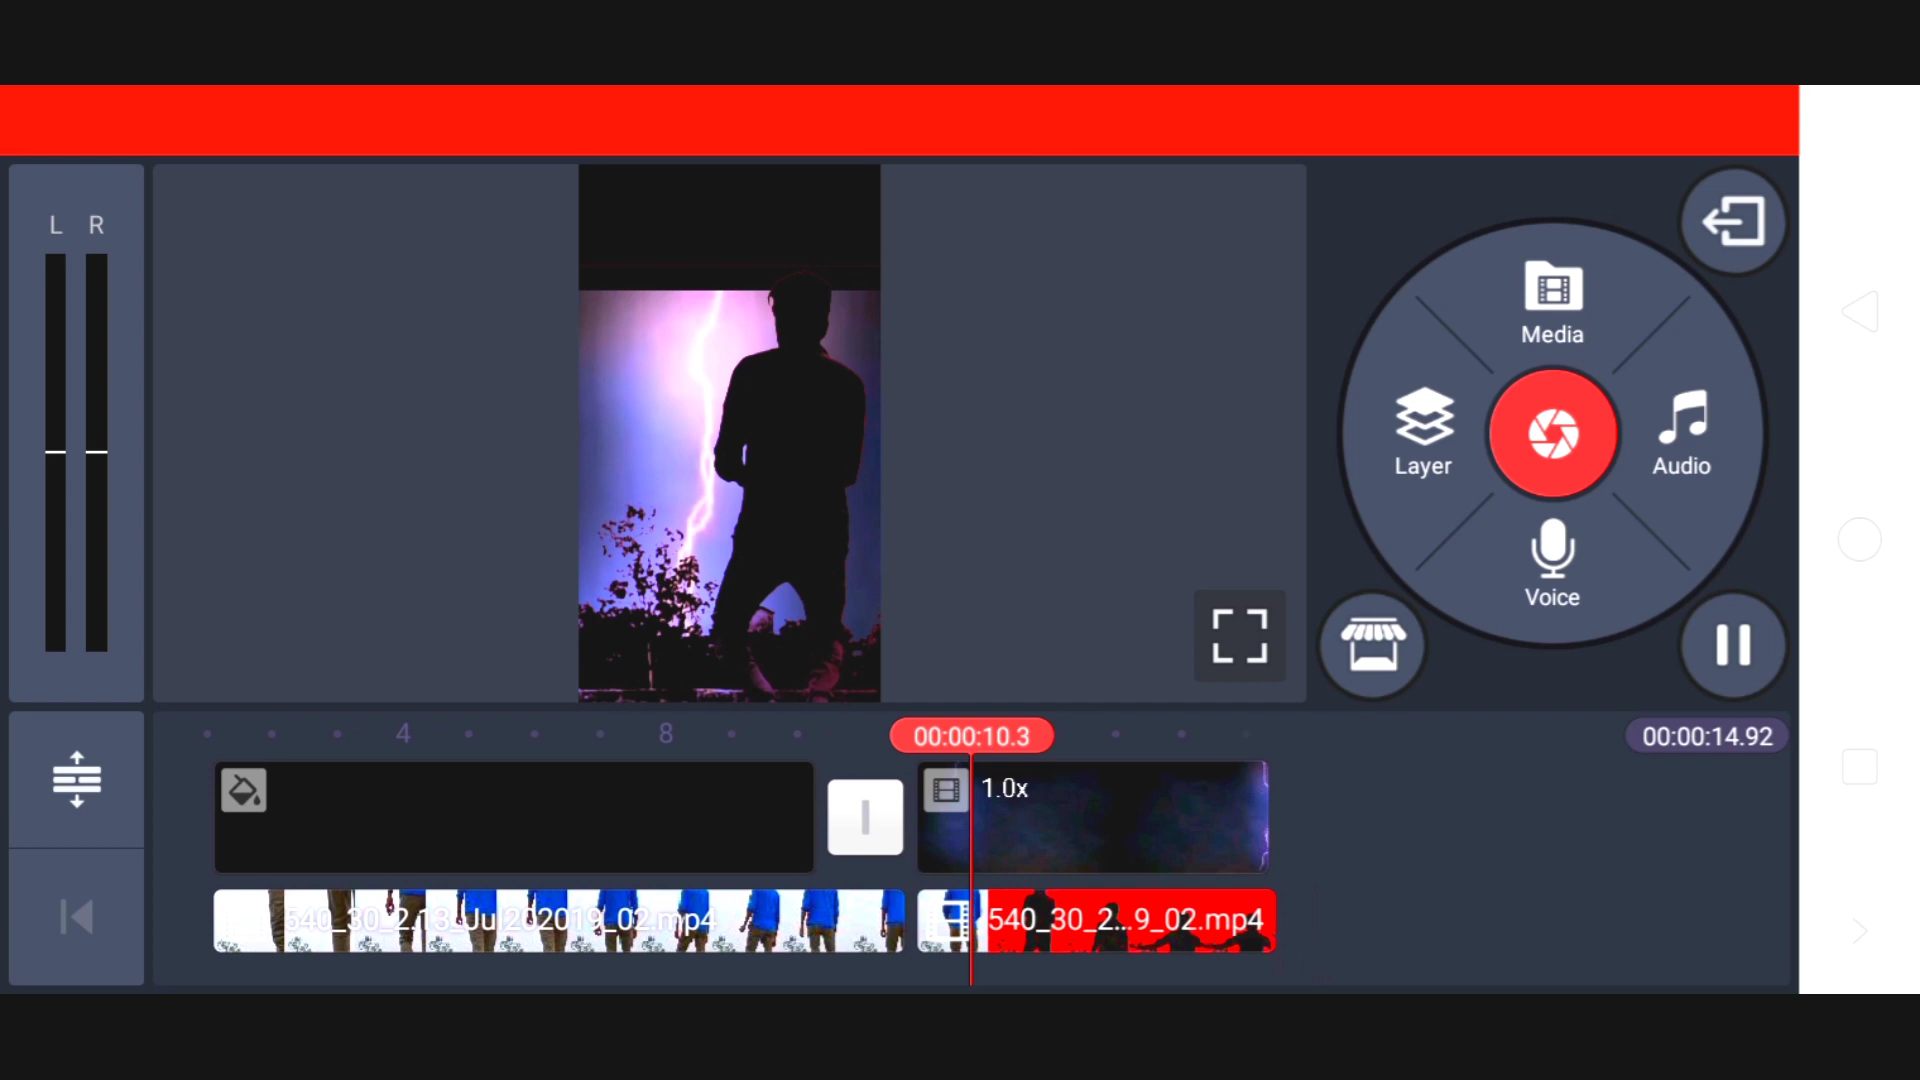 L R
Media
Layer
Audio
Voice
4
8
00:00:10.3
00:00:14.92
1.0x
540_30_2.13_Jul202019_02.mp4
540_30_2...9_02.mp4